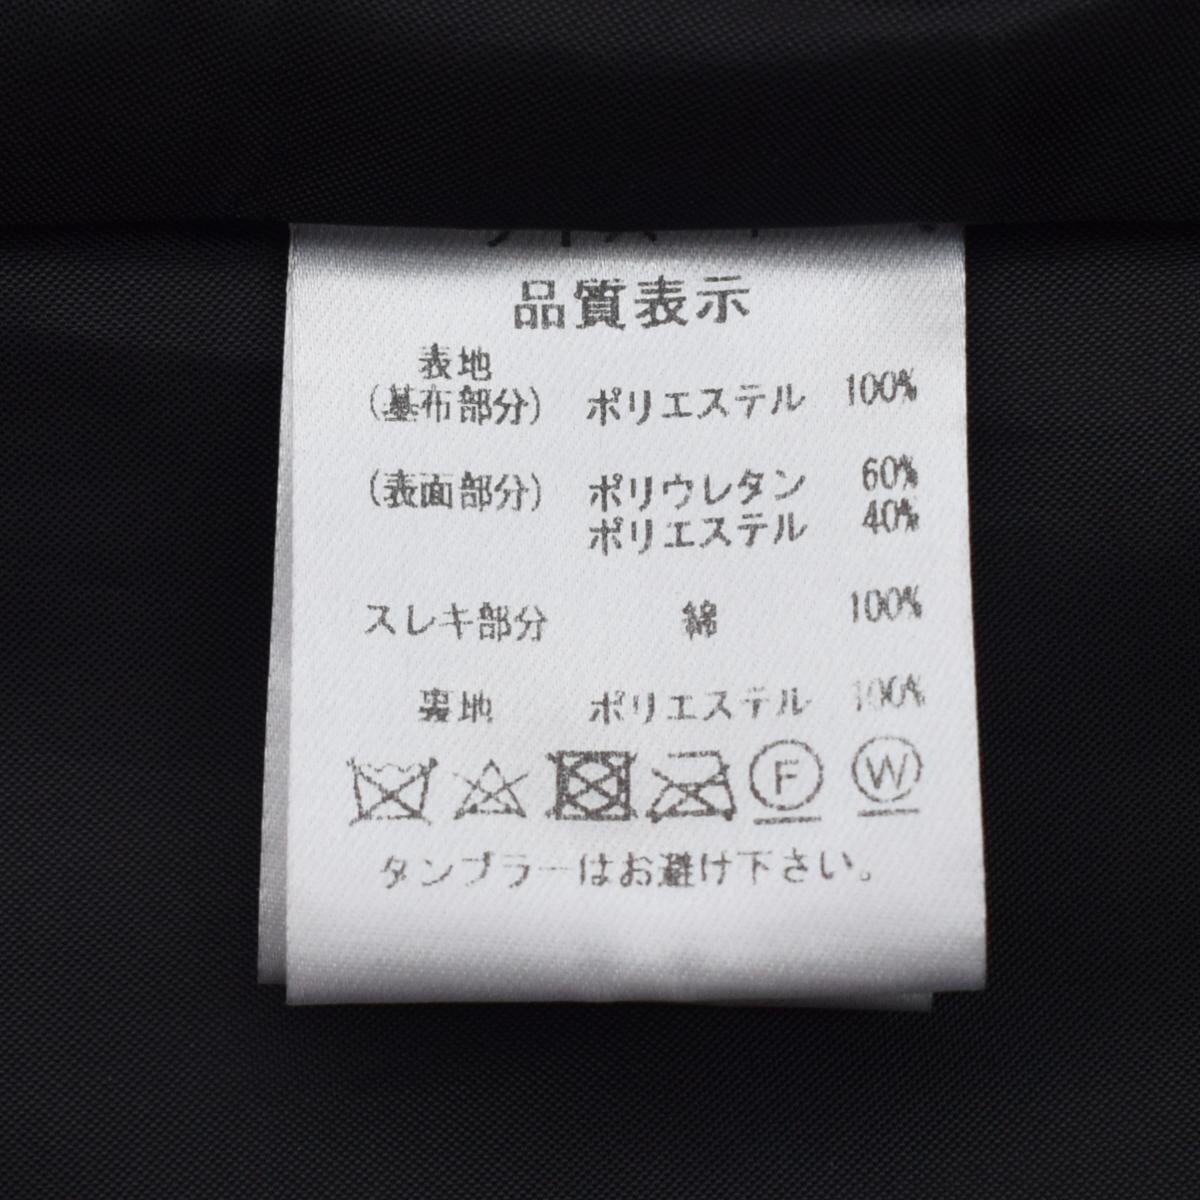 品質表示
表地
(基布部分) ポリエステル 100%
(表面部分) ポリウレタン 60%
ポリエステル 40%
スレキ部分 綿 100%
裏地 ポリエステル 100%
F W
タンブラーはお避け下さい。